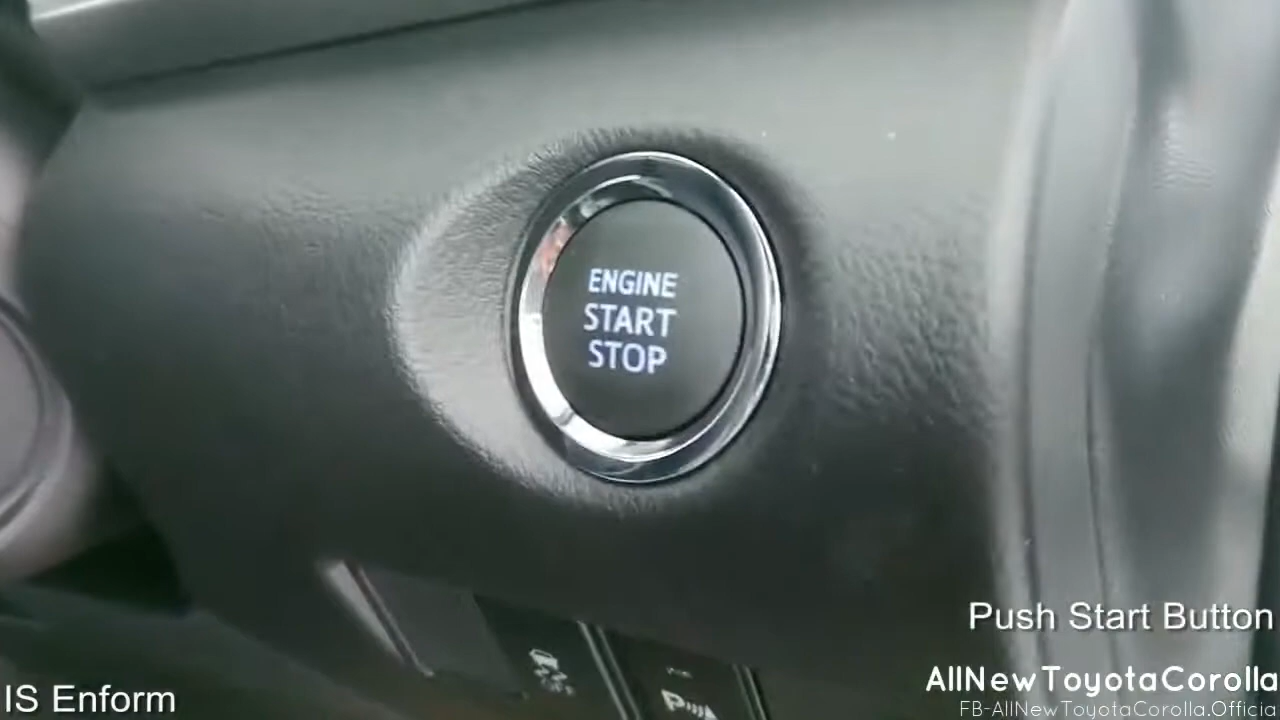 ENGINE
START
STOP
Push Start Button
AllNewToyotaCorolla
FB-AllNewToyotaCorolla.Officia
IS Enform
P